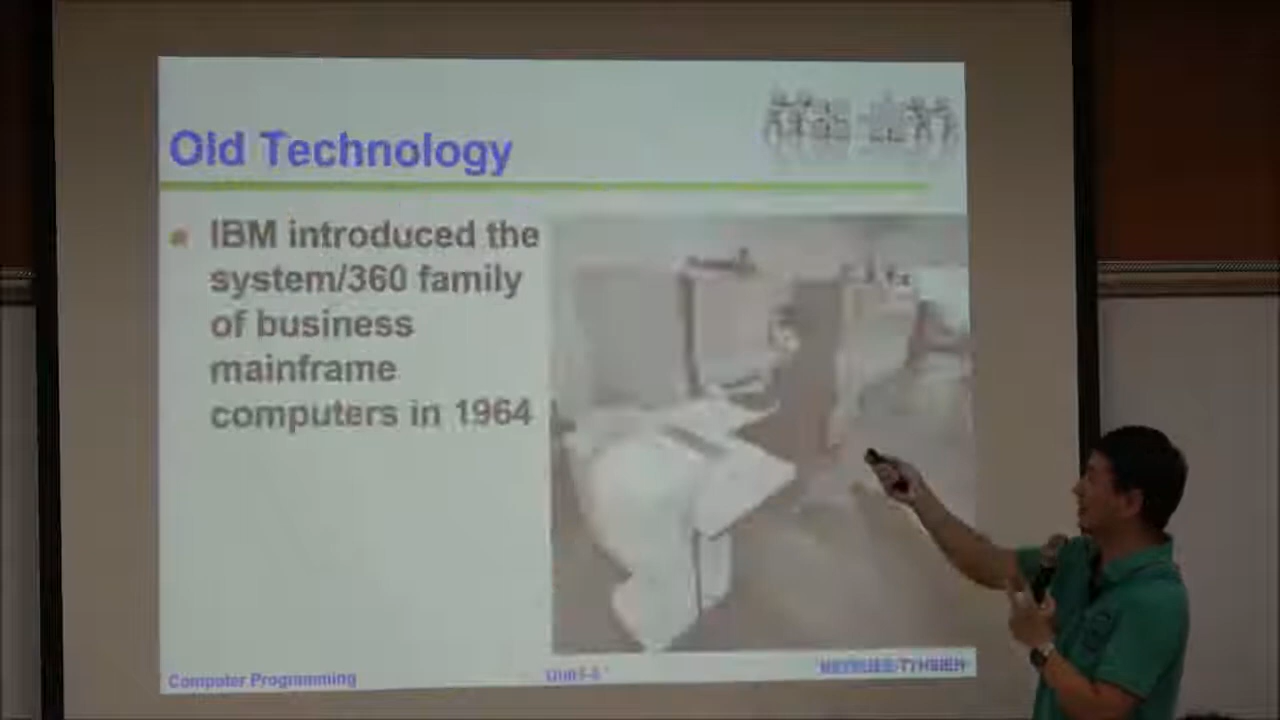 Old Technology
IBM introduced the
system/360 family
of business
mainframe
computers in 1964
Computer Programming